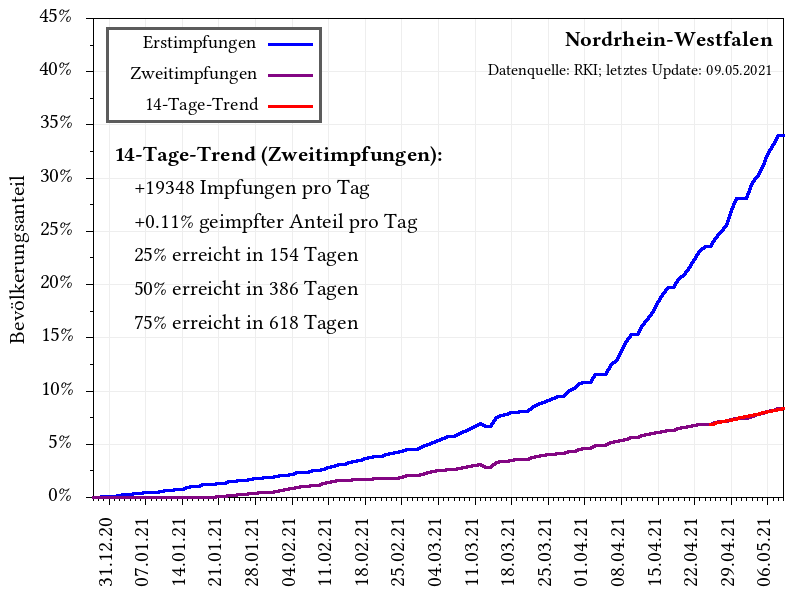 45%
40%
35%
30%
25%
20%
15%
10%
5%
0%
Bevölkerungsanteil
Erstimpfungen
Zweitimpfungen
14-Tage-Trend
Nordrhein-Westfalen
Datenquelle: RKI; letztes Update: 09.05.2021
14-Tage-Trend (Zweitimpfungen):
+19348 Impfungen pro Tag
+0.11% geimpfter Anteil pro Tag
25% erreicht in 154 Tagen
50% erreicht in 386 Tagen
75% erreicht in 618 Tagen
31.12.20
07.01.21
14.01.21
21.01.21
28.01.21
04.02.21
11.02.21
18.02.21
25.02.21
04.03.21
11.03.21
18.03.21
25.03.21
01.04.21
08.04.21
15.04.21
22.04.21
29.04.21
06.05.21